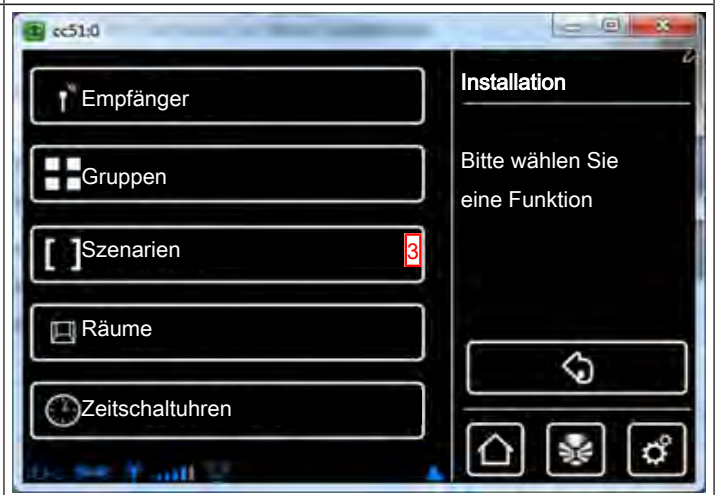 cc51:0
Empfänger
Gruppen
Szenarien 3
Räume
Zeitschaltuhren
Installation
Bitte wählen Sie
eine Funktion